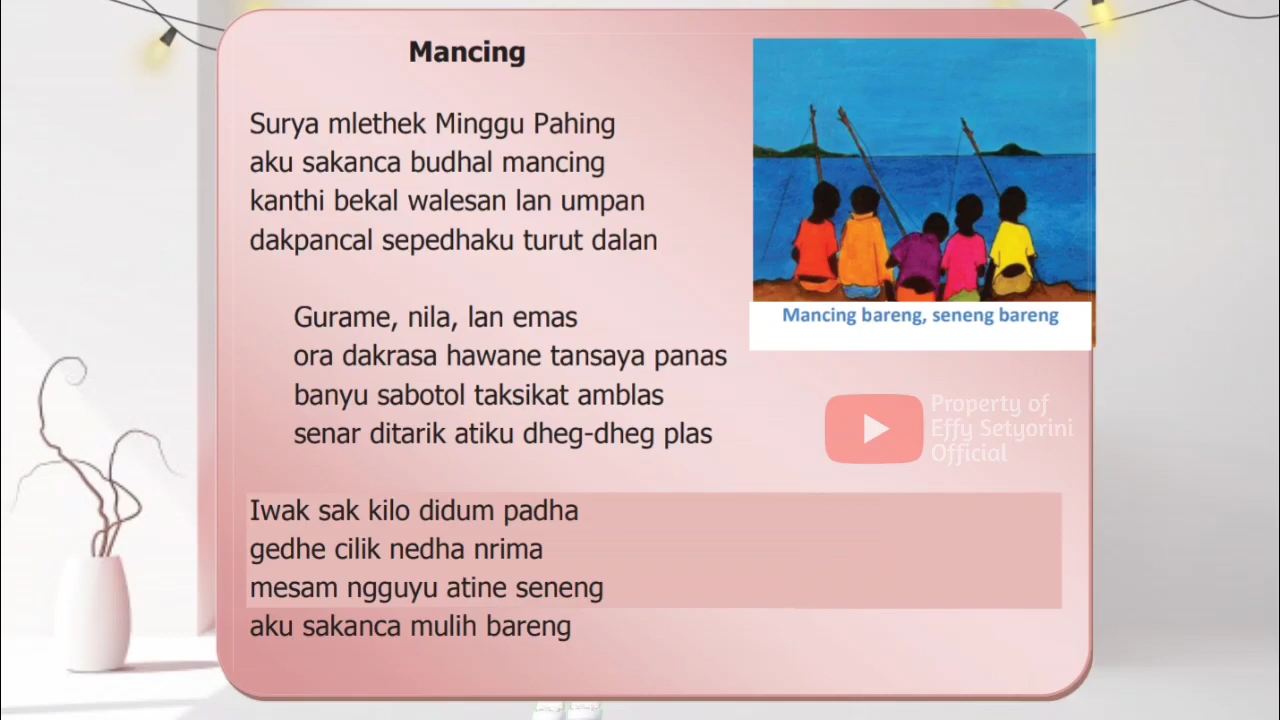 Mancing
Surya mlethek Minggu Pahing
aku sakanca budhal mancing
kanthi bekal walesan lan umpan
dakpancal sepedhaku turut dalan
Gurame, nila, lan emas
ora dakrasa hawane tansaya panas
banyu sabotol taksikat amblas
senar ditarik atiku dheg-dheg plas
Iwak sak kilo didum padha
gedhe cilik nedha nrima
mesam ngguyu atine seneng
aku sakanca mulih bareng
Mancing bareng, seneng bareng
Property of
Effy Setyorini
Official